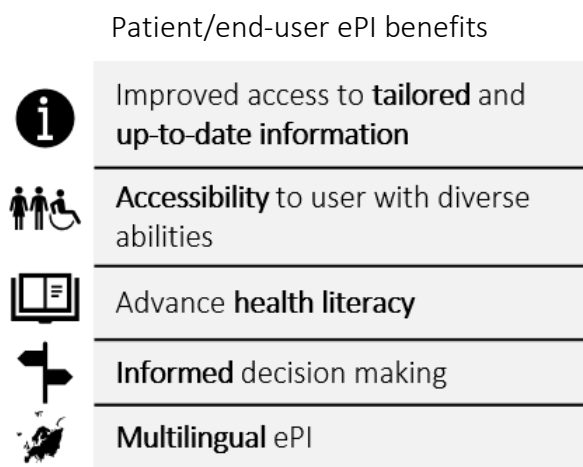 Patient/end-user ePI benefits
Improved access to tailored and
up-to-date information
Accessibility to user with diverse
abilities
Advance health literacy
Informed decision making
Multilingual ePI